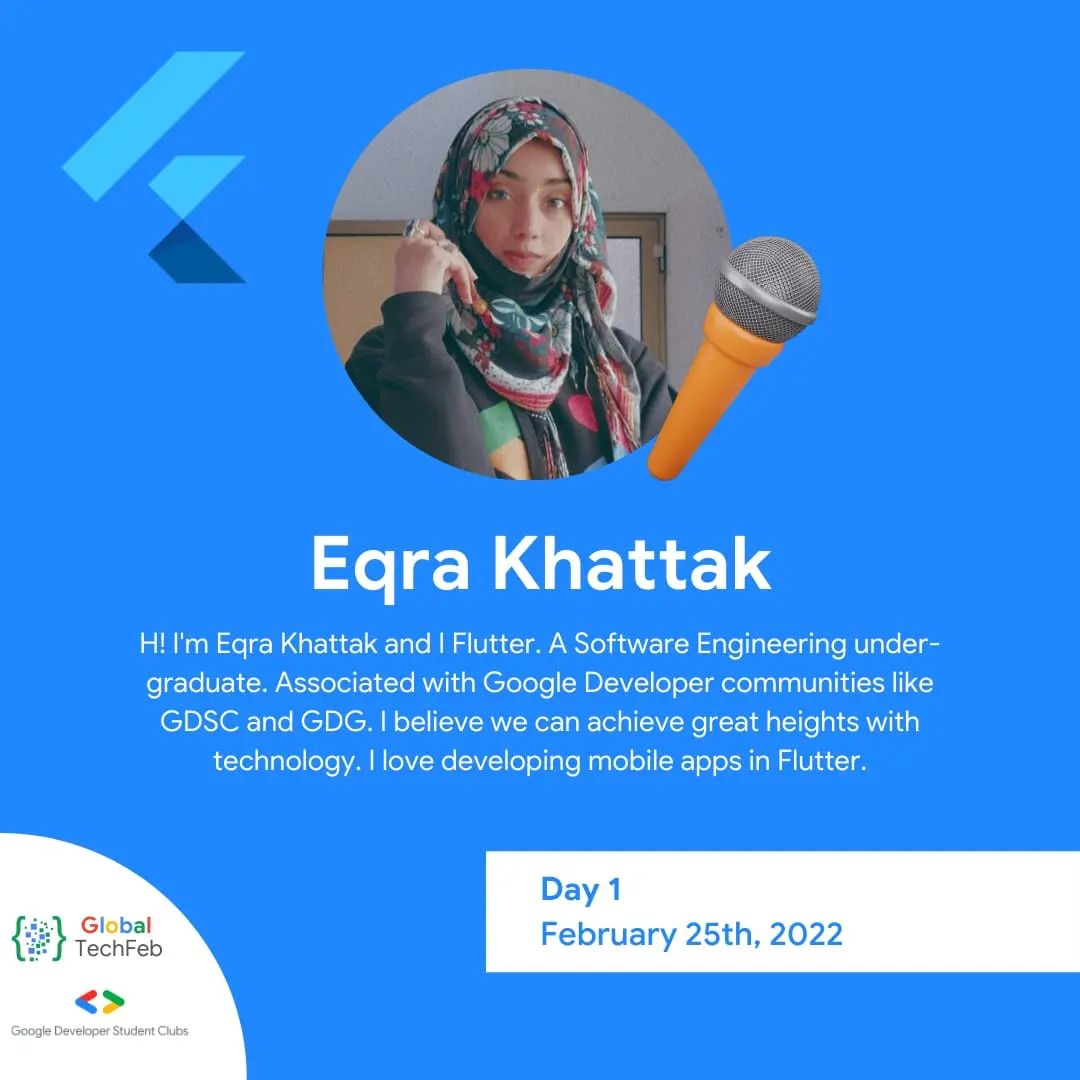 Eqra Khattak
H! I'm Eqra Khattak and I Flutter. A Software Engineering under-
graduate. Associated with Google Developer communities like
GDSC and GDG. I believe we can achieve great heights with
technology. I love developing mobile apps in Flutter.
Day 1
February 25th, 2022
Global
TechFeb
Google Developer Student Clubs